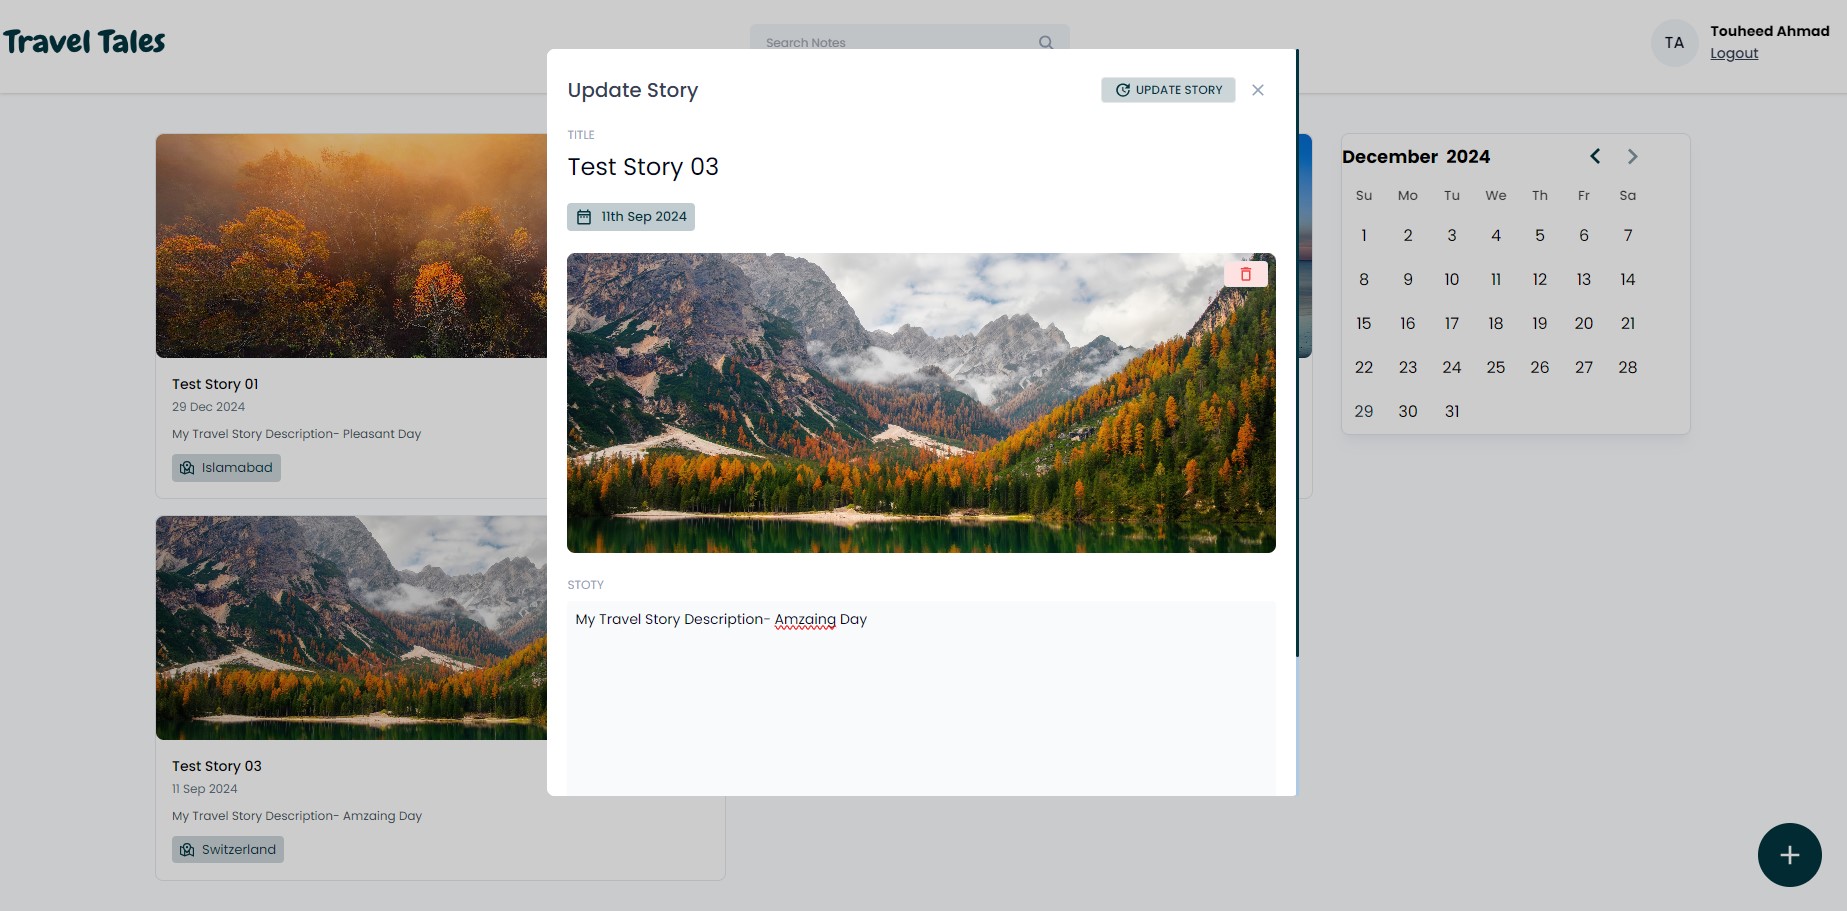 Travel Tales
Search Notes
TA
Touheed Ahmad
Logout
Update Story
UPDATE STORY
TITLE
Test Story 03
11th Sep 2024
STOTY
My Travel Story Description- Amzaing Day
Test Story 01
29 Dec 2024
My Travel Story Description- Pleasant Day
Islamabad
Test Story 03
11 Sep 2024
My Travel Story Description- Amzaing Day
Switzerland
December 2024
Su Mo Tu We Th Fr Sa
1 2 3 4 5 6 7
8 9 10 11 12 13 14
15 16 17 18 19 20 21
22 23 24 25 26 27 28
29 30 31